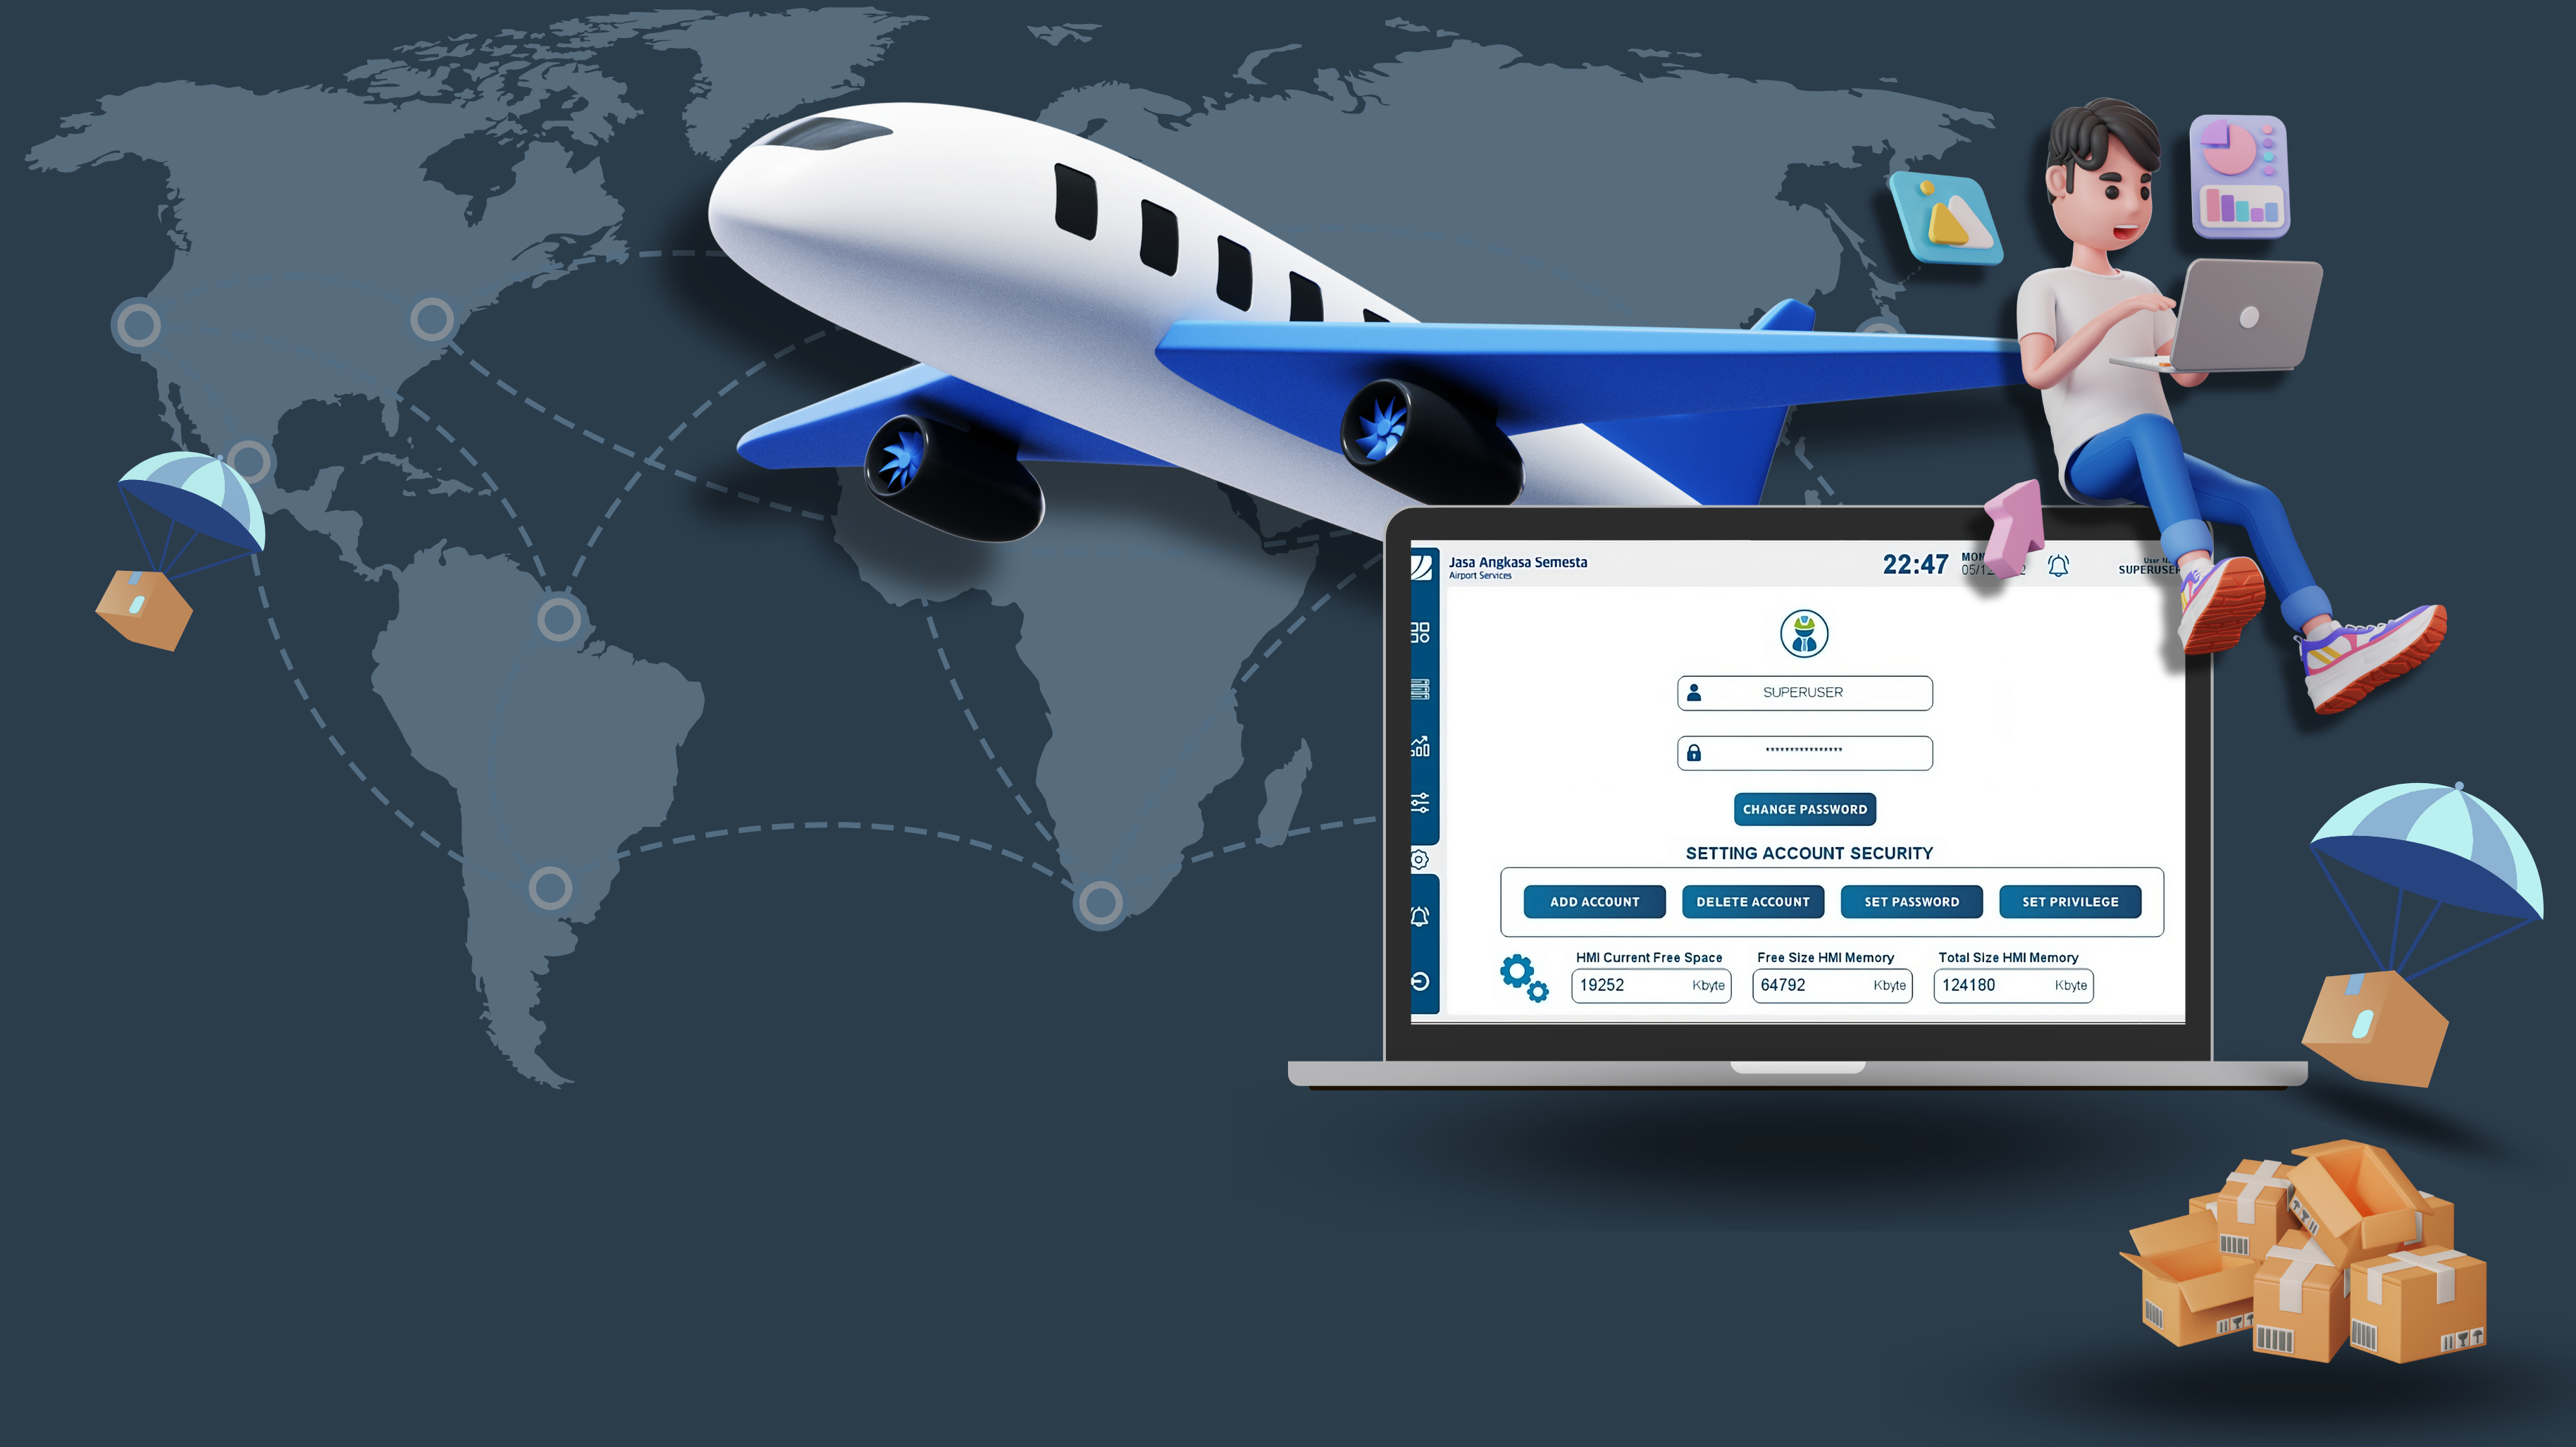 Jasa Angkasa Semesta
Airport Services
22:47
SUPERUSER
***************
CHANGE PASSWORD
SETTING ACCOUNT SECURITY
ADD ACCOUNT DELETE ACCOUNT SET PASSWORD SET PRIVILEGE
HMI Current Free Space Free Size HMI Memory Total Size HMI Memory
19252 Kbyte 64792 Kbyte 124180 Kbyte